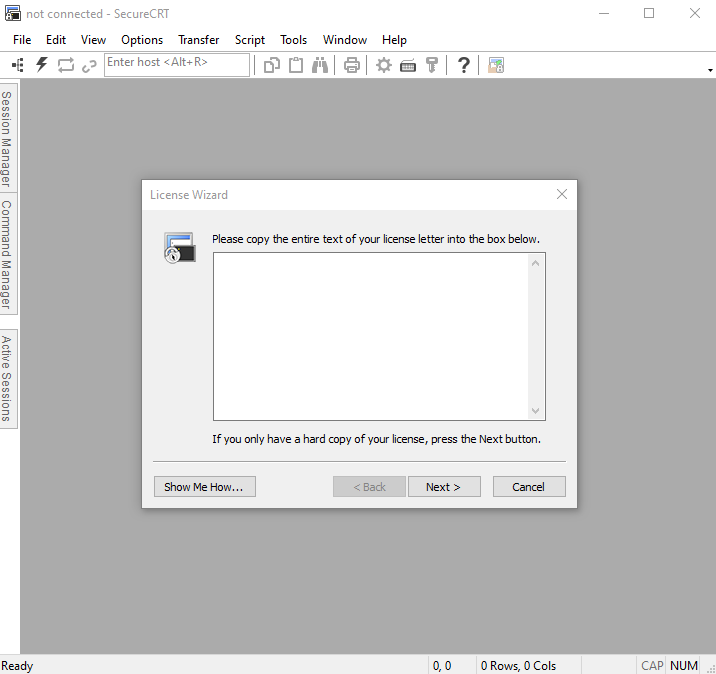 not connected - SecureCRT
File Edit View Options Transfer Script Tools Window Help
Enter host <Alt+R>
Session Manager
Command Manager
Active Sessions
License Wizard
Please copy the entire text of your license letter into the box below.
If you only have a hard copy of your license, press the Next button.
Show Me How... < Back Next > Cancel
Ready 0, 0 0 Rows, 0 Cols CAP NUM